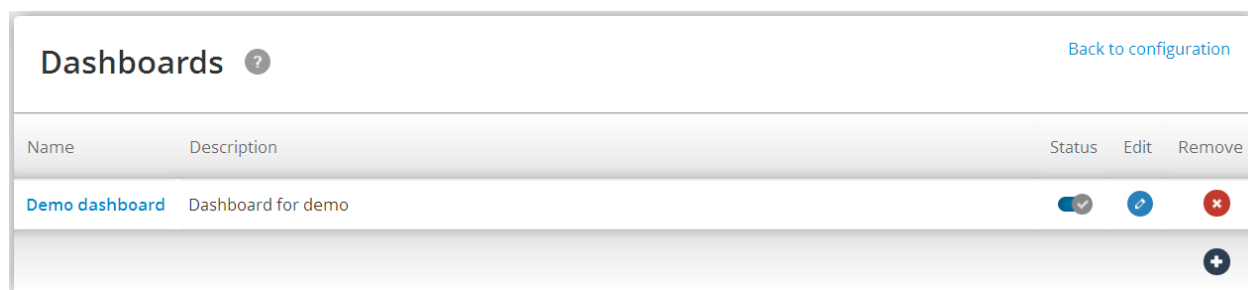 Dashboards ?
Back to configuration
Name Description Status Edit Remove
Demo dashboard Dashboard for demo